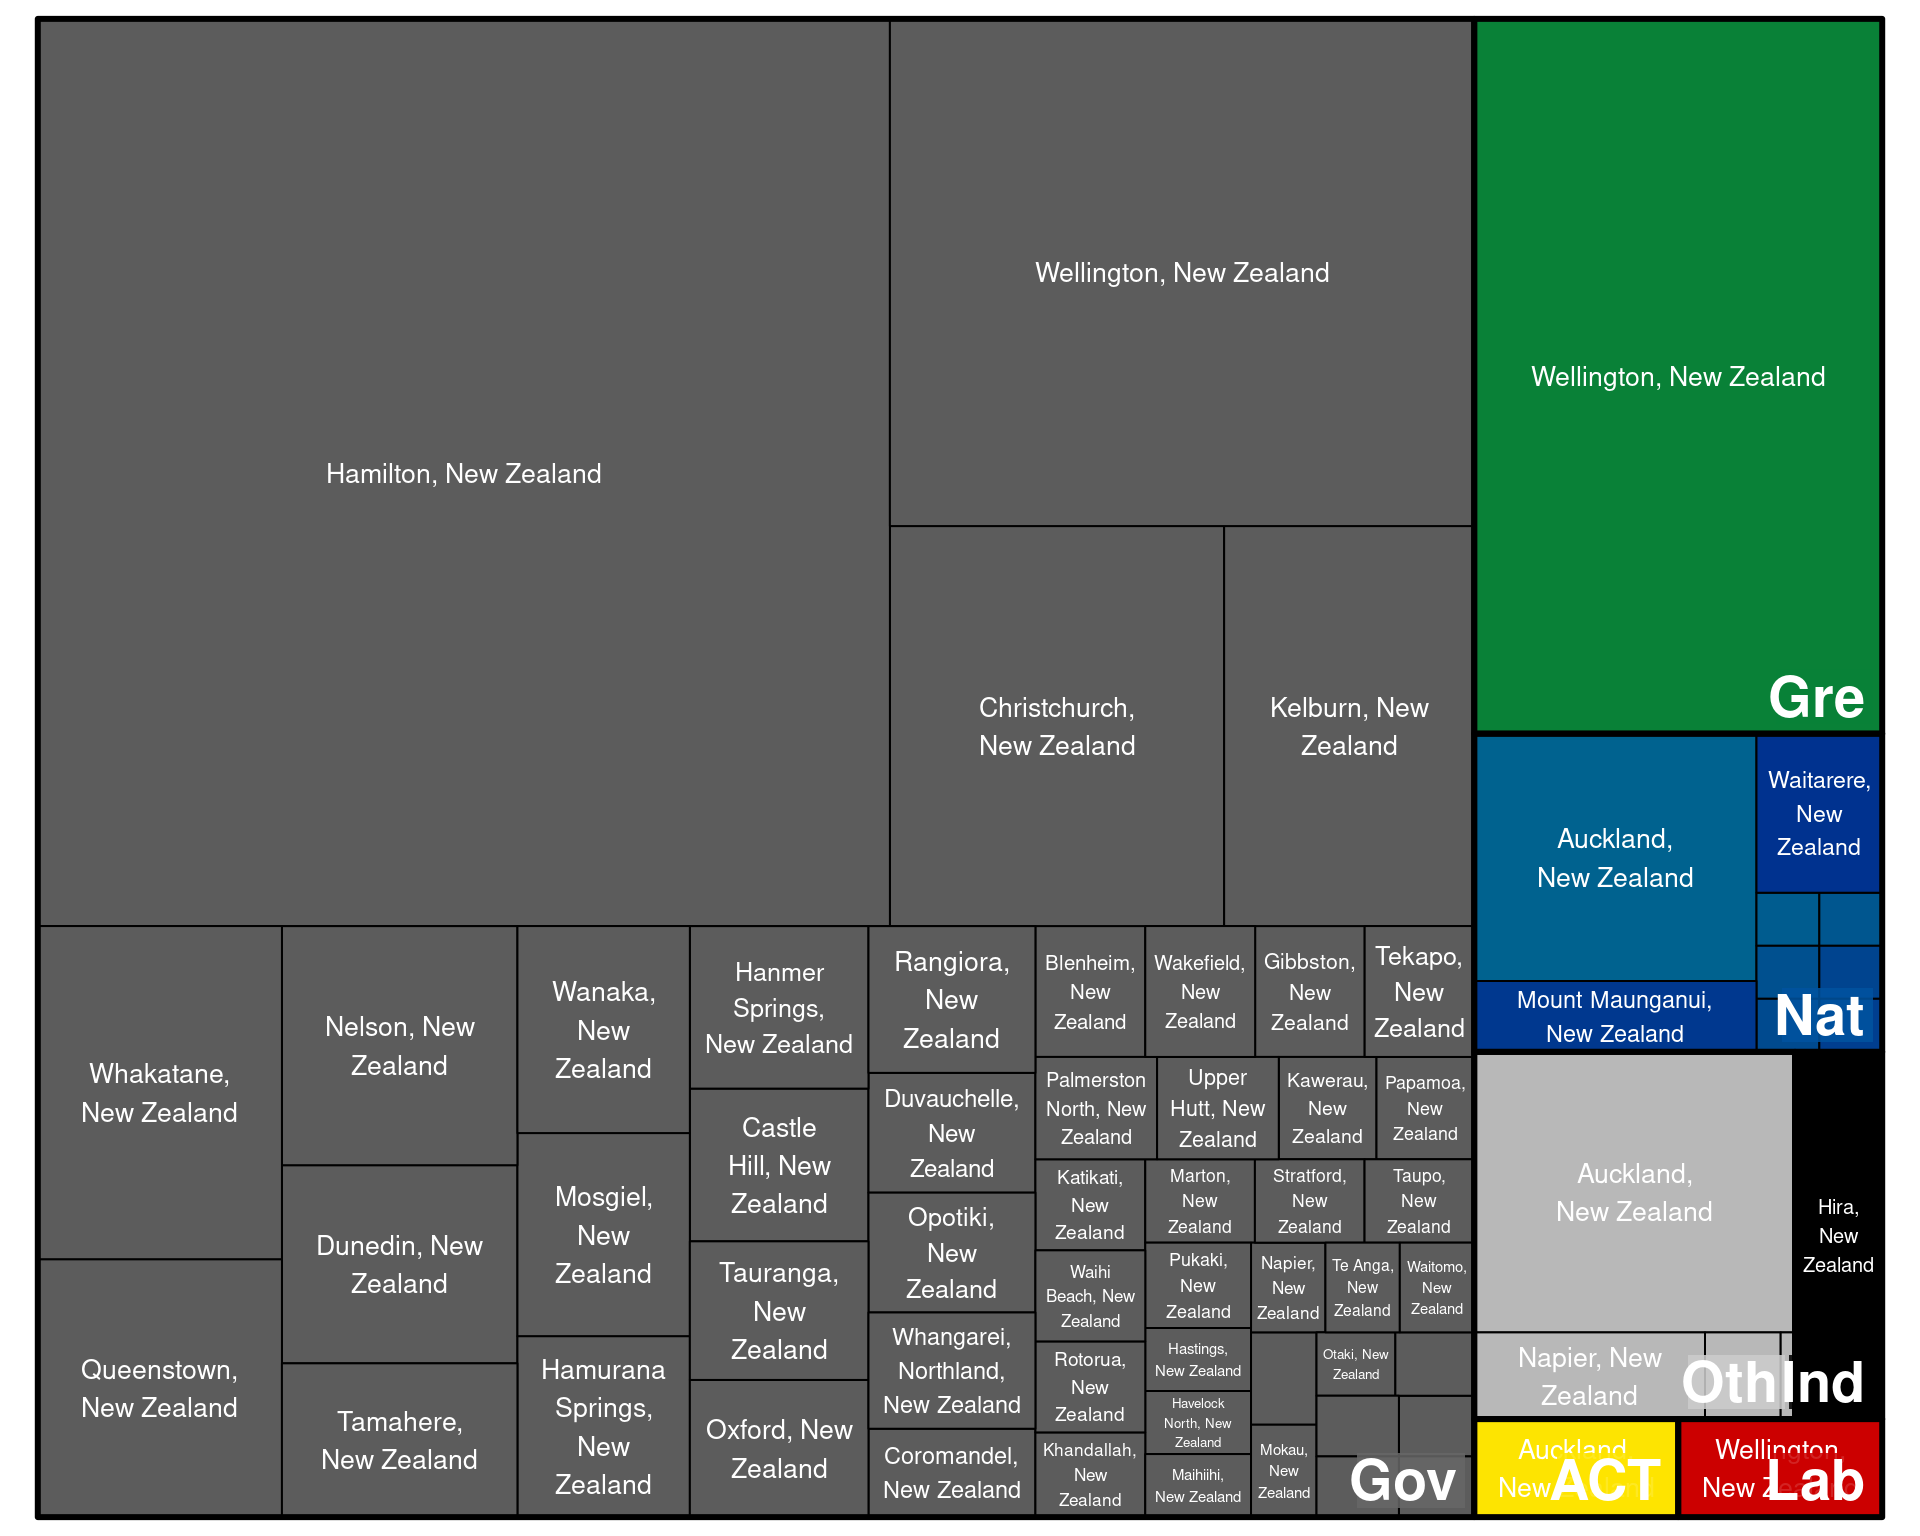 Hamilton, New Zealand
Wellington, New Zealand
Christchurch,
New Zealand
Kelburn, New
Zealand
Whakatane,
New Zealand
Queenstown,
New Zealand
Nelson, New
Zealand
Dunedin, New
Zealand
Tamahere,
New Zealand
Wanaka,
New
Zealand
Mosgiel,
New
Zealand
Hamurana
Springs,
New
Zealand
Hanmer
Springs,
New Zealand
Castle
Hill, New
Zealand
Tauranga,
New
Zealand
Oxford, New
Zealand
Rangiora,
New
Zealand
Duvauchelle,
New
Zealand
Opotiki,
New
Zealand
Whangarei,
Northland,
New Zealand
Coromandel,
New Zealand
Blenheim,
New
Zealand
Wakefield,
New
Zealand
Gibbston,
New
Zealand
Tekapo,
New
Zealand
Palmerston
North, New
Zealand
Upper
Hutt, New
Zealand
Kawerau,
New
Zealand
Papamoa,
New
Zealand
Katikati,
New
Zealand
Waihi
Beach, New
Zealand
Rotorua,
New
Zealand
Khandallah,
New
Zealand
Marton,
New
Zealand
Stratford,
New
Zealand
Taupo,
New
Zealand
Pukaki,
New
Zealand
Napier,
New
Zealand
Te Anga,
New
Zealand
Waitomo,
New
Zealand
Hastings,
New Zealand
Havelock
North, New
Zealand
Maihiihi,
New Zealand
Otaki, New
Zealand
Mokau,
New
Zealand
Gov
Wellington, New Zealand
Gre
Auckland,
New Zealand
Mount Maunganui,
New Zealand
Waitarere,
New
Zealand
Nat
Auckland,
New Zealand
Napier, New
Zealand
Oth
Hira,
New
Zealand
Ind
Auckland,
New
ACT
Wellington,
New Zealand
Lab